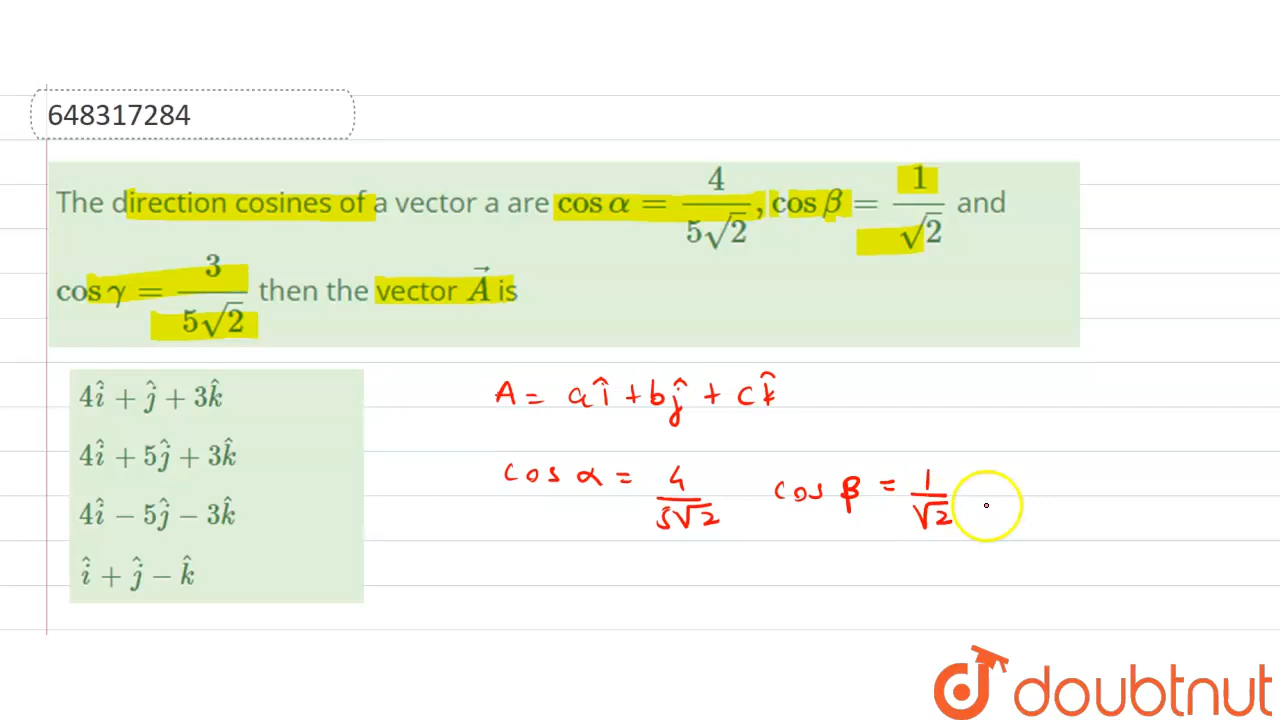 648317284
The direction cosines of a vector a are cos α = 4/(5√2), cos β = 1/√2 and
cos γ = 3/(5√2) then the vector A⃗ is
4î + ĵ + 3k̂
4î + 5ĵ + 3k̂
4î − 5ĵ − 3k̂
î + ĵ − k̂
A = aî + bĵ + ck̂
cos α = 4/(5√2) cos β = 1/√2
doubtnut